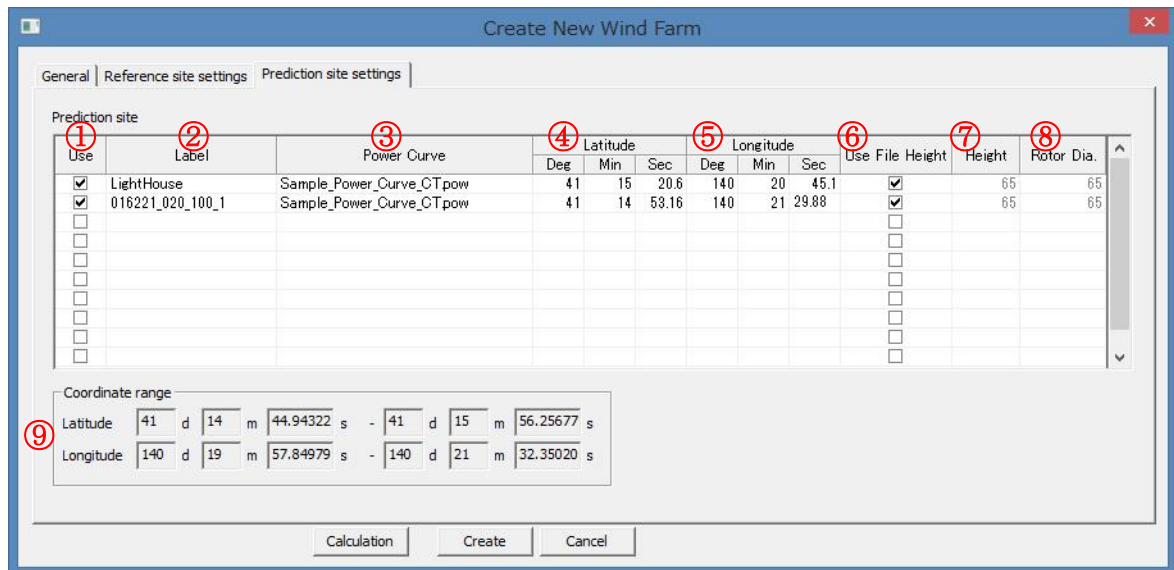 Create New Wind Farm
General Reference site settings Prediction site settings
Prediction site
① ② ③ ④ ⑤ ⑥ ⑦ ⑧
Use Label Power Curve Latitude Longitude Use File Height Height Rotor Dia.
Deg Min Sec Deg Min Sec
LightHouse Sample_Power_Curve_CT.pow 41 15 20.6 140 20 45.1 65 65
016221_020_100_1 Sample_Power_Curve_CT.pow 41 14 53.16 140 21 29.88 65 65
Coordinate range
⑨
Latitude 41 d 14 m 44.94322 s - 41 d 15 m 56.25677 s
Longitude 140 d 19 m 57.84979 s - 140 d 21 m 32.35020 s
Calculation Create Cancel